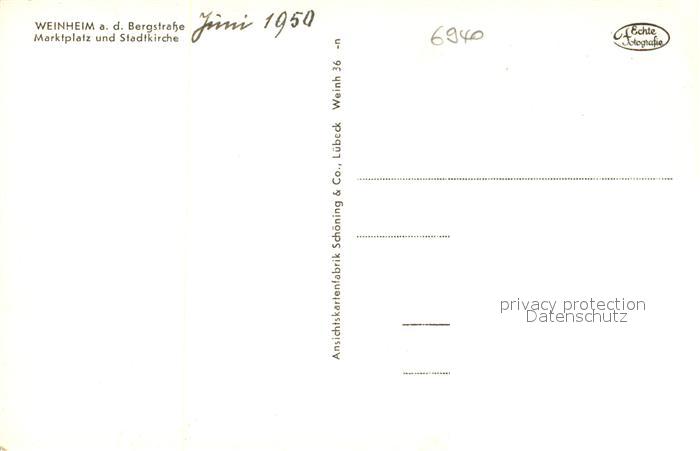 WEINHEIM a. d. Bergstraße
Marktplatz und Stadtkirche
Juni 1950
6940
Echte
Fotografie
Ansichtskartenfabrik Schöning & Co., Lübeck Weinh 36 -n
privacy protection
Datenschutz